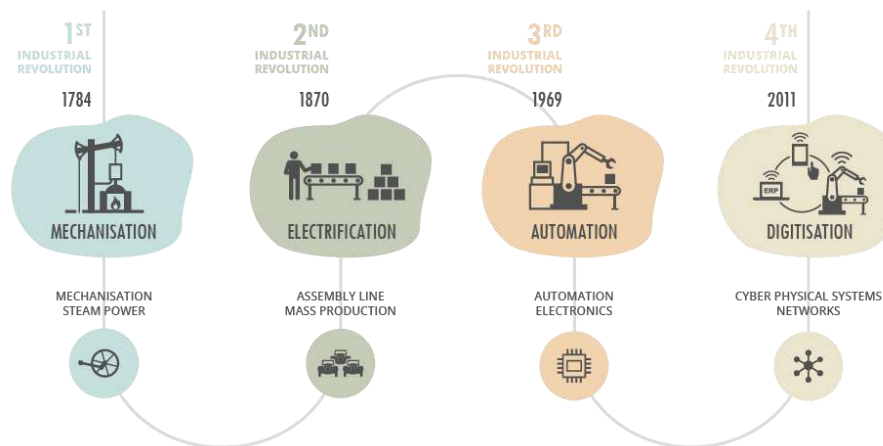 1ST
INDUSTRIAL
REVOLUTION
1784
MECHANISATION
MECHANISATION
STEAM POWER
2ND
INDUSTRIAL
REVOLUTION
1870
ELECTRIFICATION
ASSEMBLY LINE
MASS PRODUCTION
3RD
INDUSTRIAL
REVOLUTION
1969
AUTOMATION
AUTOMATION
ELECTRONICS
4TH
INDUSTRIAL
REVOLUTION
2011
ERP
DIGITISATION
CYBER PHYSICAL SYSTEMS
NETWORKS